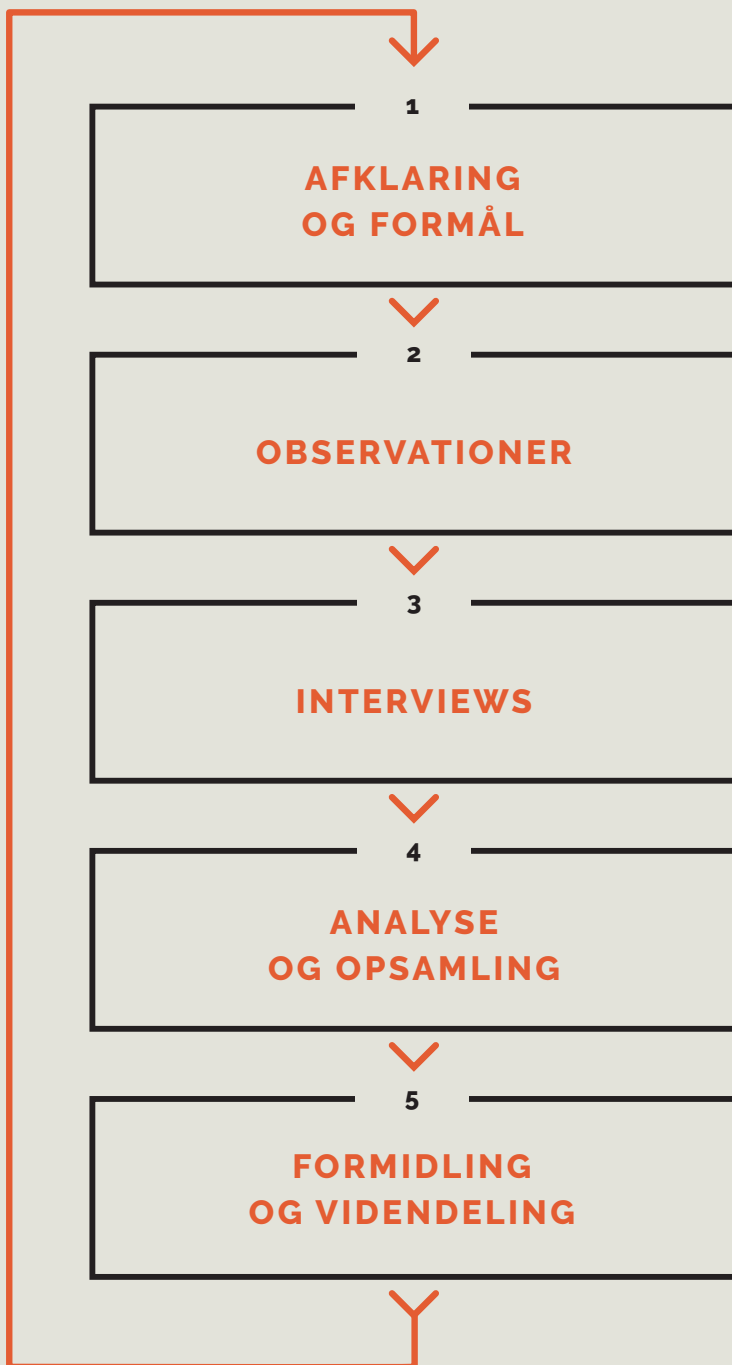 1
AFKLARING
OG FORMÅL
2
OBSERVATIONER
3
INTERVIEWS
4
ANALYSE
OG OPSAMLING
5
FORMIDLING
OG VIDENDELING